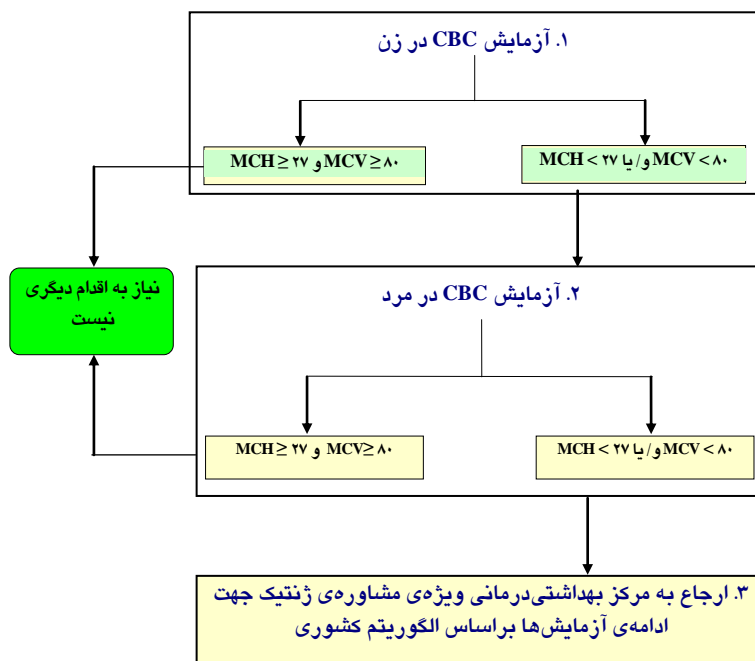 ۱. آزمایش CBC در زن
MCV < ۸۰ و/ یا MCH < ۲۷
MCV ≥ ۸۰ و MCH ≥ ۲۷
نیاز به اقدام دیگری
نیست
۲. آزمایش CBC در مرد
MCV < ۸۰ و/ یا MCH < ۲۷
MCV≥ ۸۰ و MCH ≥ ۲۷
۳. ارجاع به مرکز بهداشتی‌درمانی ویژه‌ی مشاوره‌ی ژنتیک جهت
ادامه‌ی آزمایش‌ها براساس الگوریتم کشوری